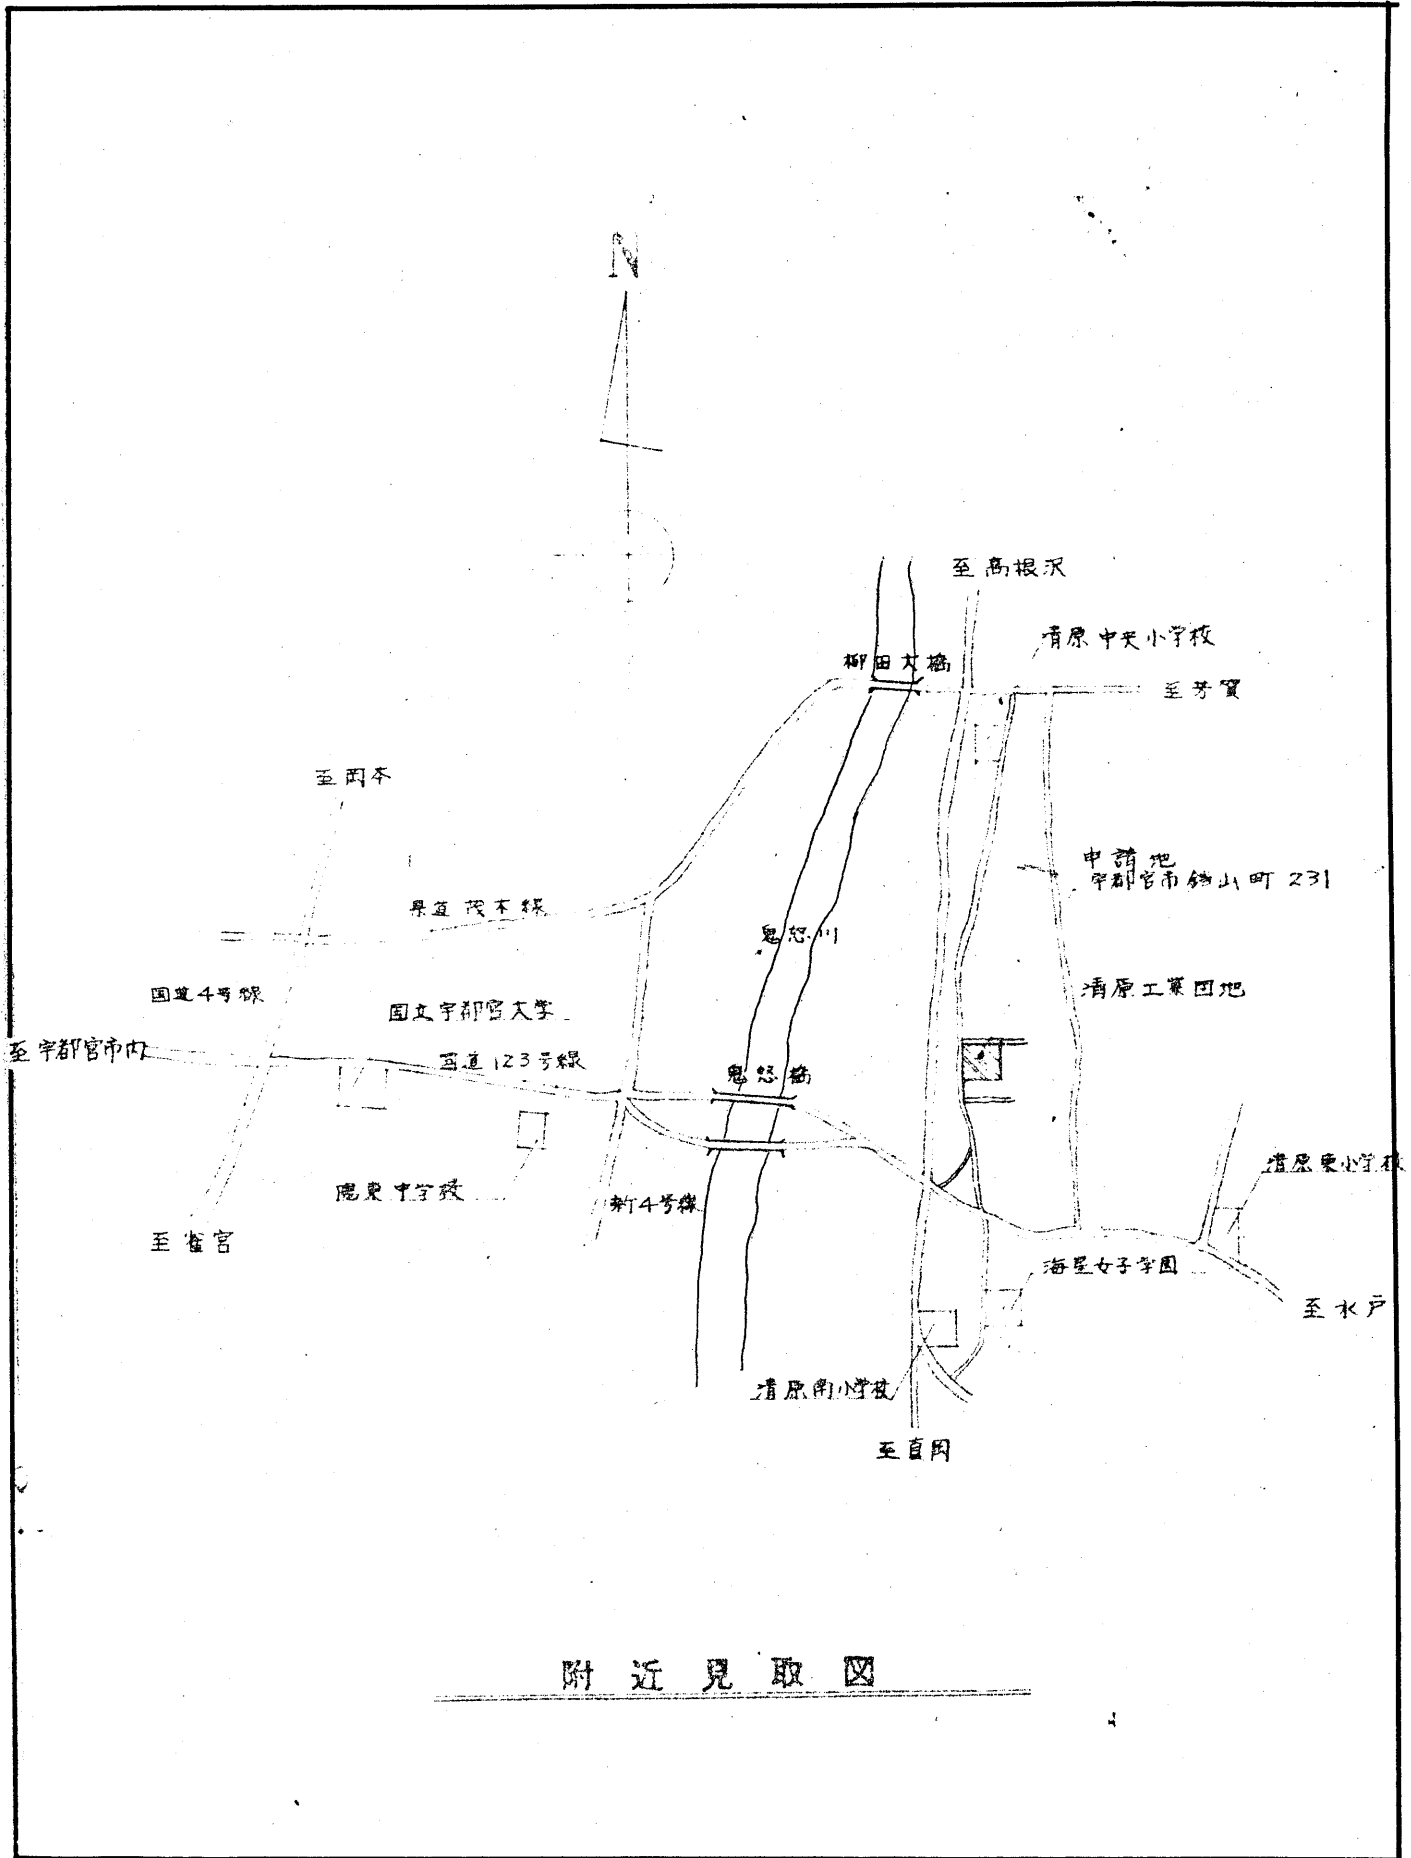 N
至高根沢
清原中央小学校
柳田大橋
至芳賀
至岡本
申請地
宇都宮市鐺山町 231
県道茂木線
鬼怒川
清原工業団地
国道4号線
国立宇都宮大学
至宇都宮市内
国道123号線
鬼怒橋
清原東小学校
陽東中学校
新4号線
至雀宮
海星女子学園
至水戸
清原南小学校
至真岡
附近見取図